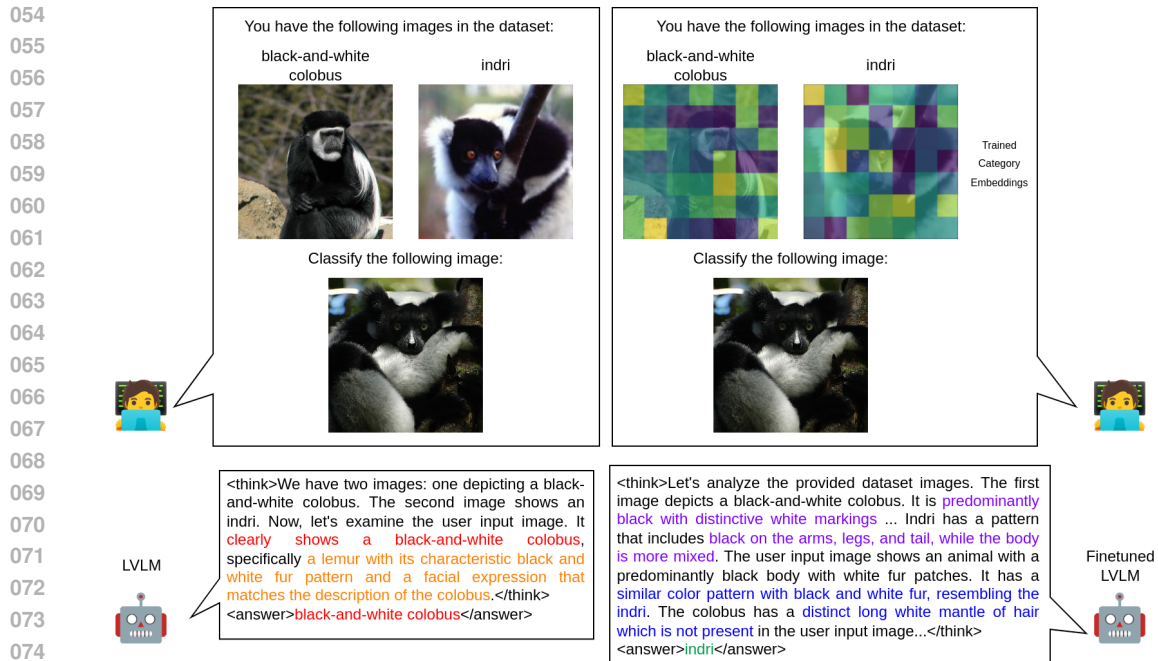 054
055
056
057
058
059
060
061
062
063
064
065
066
067
068
069
070
071
072
073
074
You have the following images in the dataset:
black-and-white
colobus
indri
Classify the following image:
You have the following images in the dataset:
black-and-white
colobus
indri
Trained
Category
Embeddings
Classify the following image:
LVLM
<think>We have two images: one depicting a black-
and-white colobus. The second image shows an
indri. Now, let's examine the user input image. It
clearly shows a black-and-white colobus,
specifically a lemur with its characteristic black and
white fur pattern and a facial expression that
matches the description of the colobus.</think>
<answer>black-and-white colobus</answer>
<think>Let's analyze the provided dataset images. The first
image depicts a black-and-white colobus. It is predominantly
black with distinctive white markings ... Indri has a pattern
that includes black on the arms, legs, and tail, while the body
is more mixed. The user input image shows an animal with a
predominantly black body with white fur patches. It has a
similar color pattern with black and white fur, resembling the
indri. The colobus has a distinct long white mantle of hair
which is not present in the user input image...</think>
<answer>indri</answer>
Finetuned
LVLM